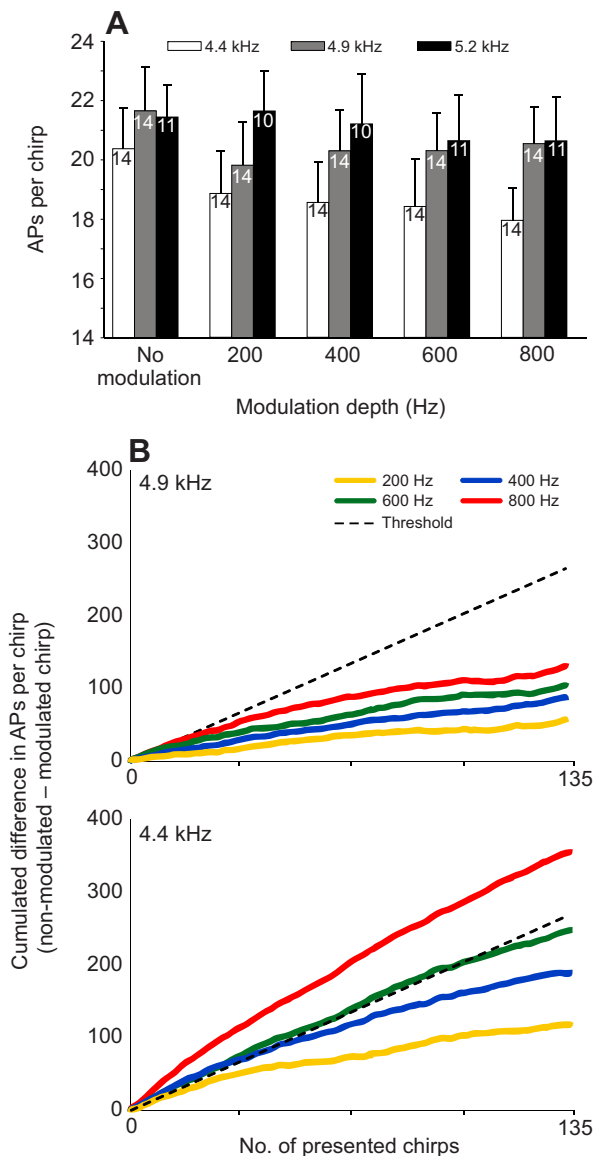 A
4.4 kHz 4.9 kHz 5.2 kHz
24
22
20
18
16
14
APs per chirp
14 14 11
14 14 10
14 14 10
14 14 11
14 14 11
No modulation 200 400 600 800
Modulation depth (Hz)
B
4.9 kHz
200 Hz 400 Hz
600 Hz 800 Hz
Threshold
400
300
200
100
0
0 135
Cumulated difference in APs per chirp
(non-modulated – modulated chirp)
4.4 kHz
400
300
200
100
0
0 135
No. of presented chirps